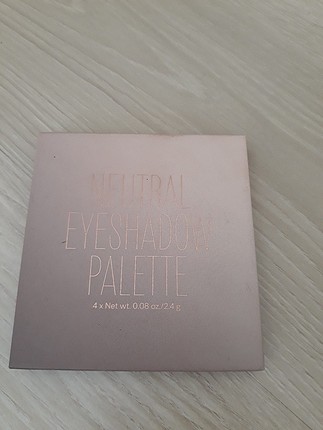 NEUTRAL
EYESHADOW
PALETTE
4 x Net wt. 0.08 oz./2.4 g